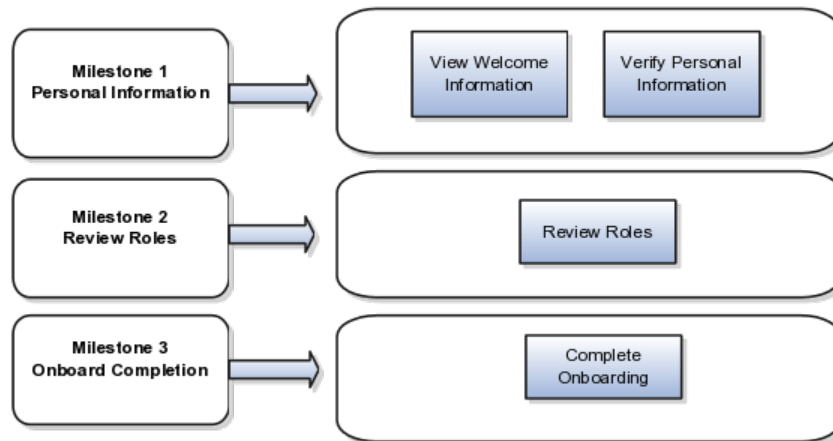 Milestone 1
Personal Information
View Welcome
Information
Verify Personal
Information
Milestone 2
Review Roles
Review Roles
Milestone 3
Onboard Completion
Complete
Onboarding